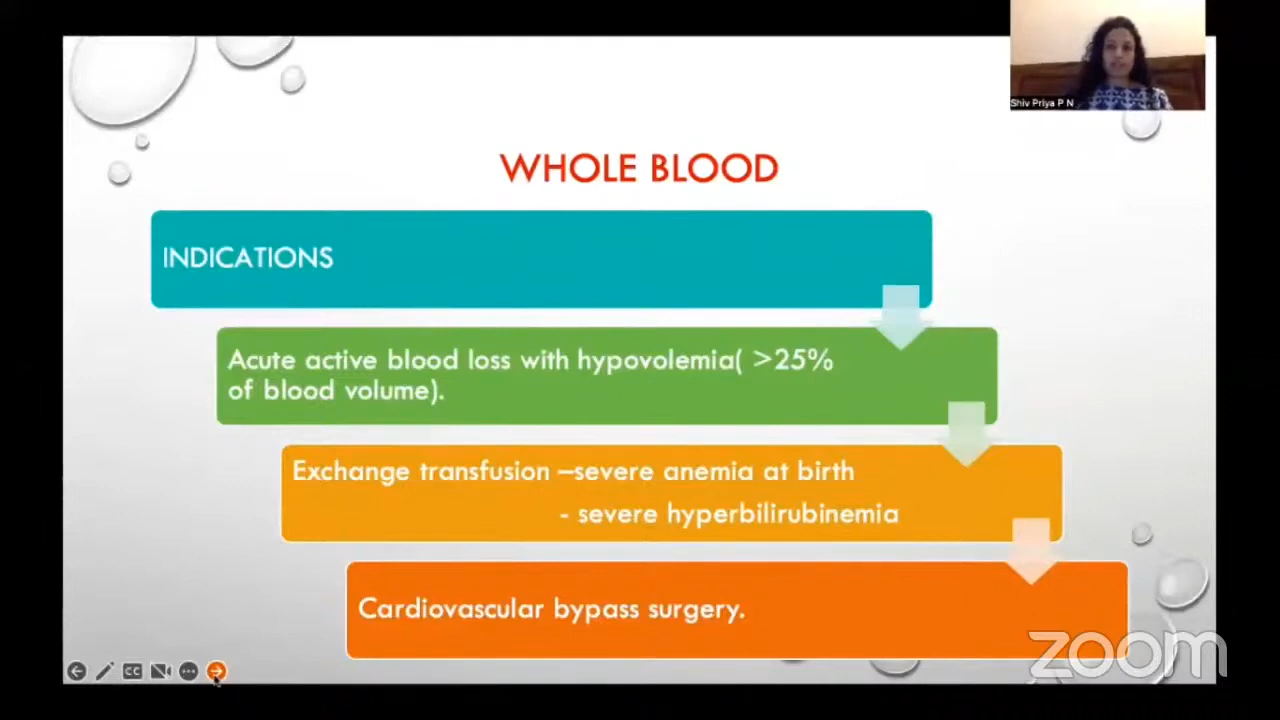 Shiv Priya P N
WHOLE BLOOD
INDICATIONS
Acute active blood loss with hypovolemia( >25%
of blood volume).
Exchange transfusion –severe anemia at birth
- severe hyperbilirubinemia
Cardiovascular bypass surgery.
CC
zoom